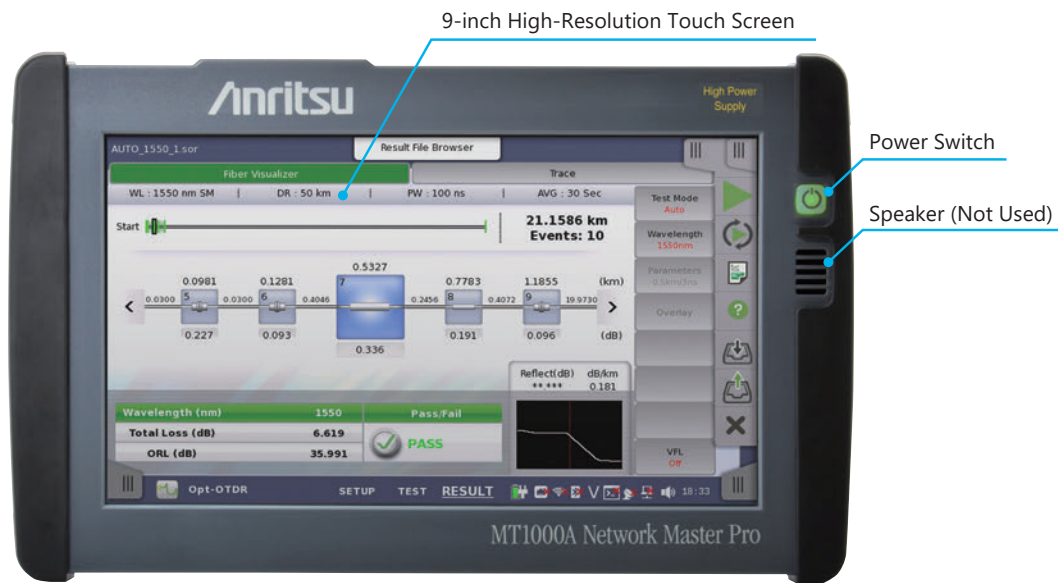 9-inch High-Resolution Touch Screen
Anritsu
High Power
Supply
Power Switch
Speaker (Not Used)
AUTO_1550_1.sor
Result File Browser
Fiber Visualizer
Trace
WL : 1550 nm SM | DR : 50 km | PW : 100 ns | AVG : 30 Sec
Start
21.1586 km
Events: 10
0.5327
0.0981 0.1281 7 0.7783 1.1855 (km)
< 0.0300 5 0.0300 6 0.4046 0.2456 8 0.4072 9 19.9730 >
0.227 0.093 0.191 0.096 (dB)
0.336
Reflect(dB) dB/km
**.*** 0.181
Wavelength (nm) 1550 Pass/Fail
Total Loss (dB) 6.619
PASS
ORL (dB) 35.991
Test Mode
Auto
Wavelength
1550nm
Parameters
0.5km/3ns
Overlay
VFL
Off
Opt-OTDR SETUP TEST RESULT 18:33
MT1000A Network Master Pro